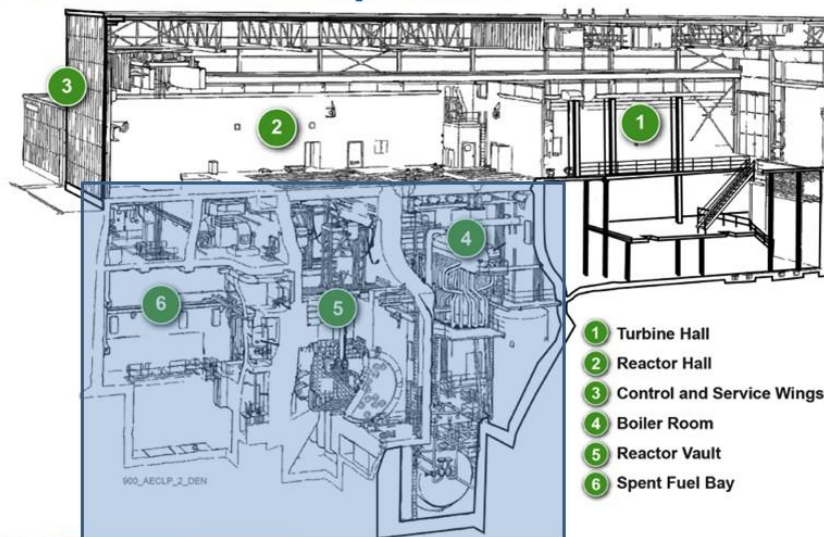 3
2
1
4
6
5
900_AECLP_2_DEN
1 Turbine Hall
2 Reactor Hall
3 Control and Service Wings
4 Boiler Room
5 Reactor Vault
6 Spent Fuel Bay